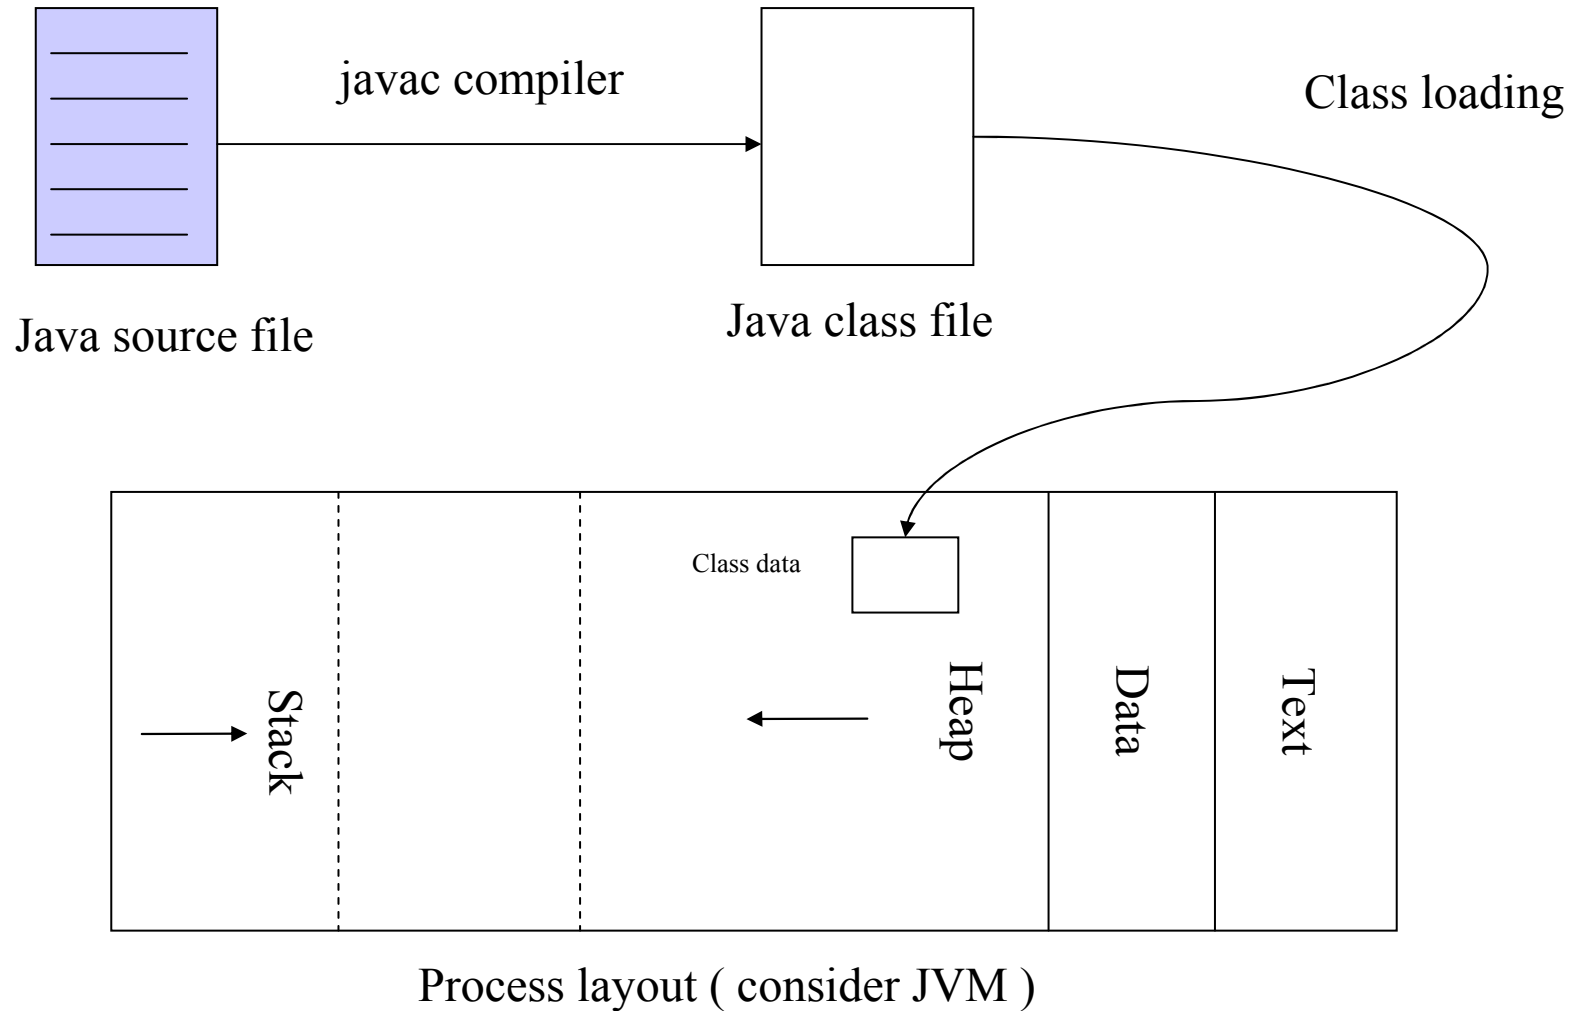 javac compiler
Class loading
Java source file
Java class file
Class data
Stack
Heap
Data
Text
Process layout ( consider JVM )